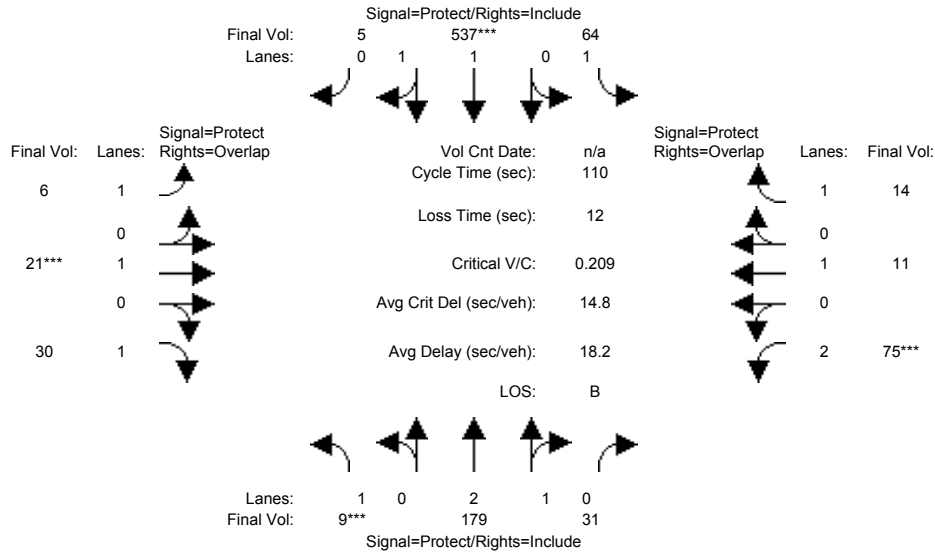 Signal=Protect/Rights=Include
Final Vol: 5 537*** 64
Lanes: 0 1 1 0 1
Signal=Protect
Final Vol: Lanes: Rights=Overlap
Vol Cnt Date: n/a
Signal=Protect
Rights=Overlap Lanes: Final Vol:
Cycle Time (sec): 110
6 1
1 14
Loss Time (sec): 12
0
0
21*** 1
Critical V/C: 0.209
1 11
0
Avg Crit Del (sec/veh): 14.8
0
30 1
Avg Delay (sec/veh): 18.2
2 75***
LOS: B
Lanes: 1 0 2 1 0
Final Vol: 9*** 179 31
Signal=Protect/Rights=Include